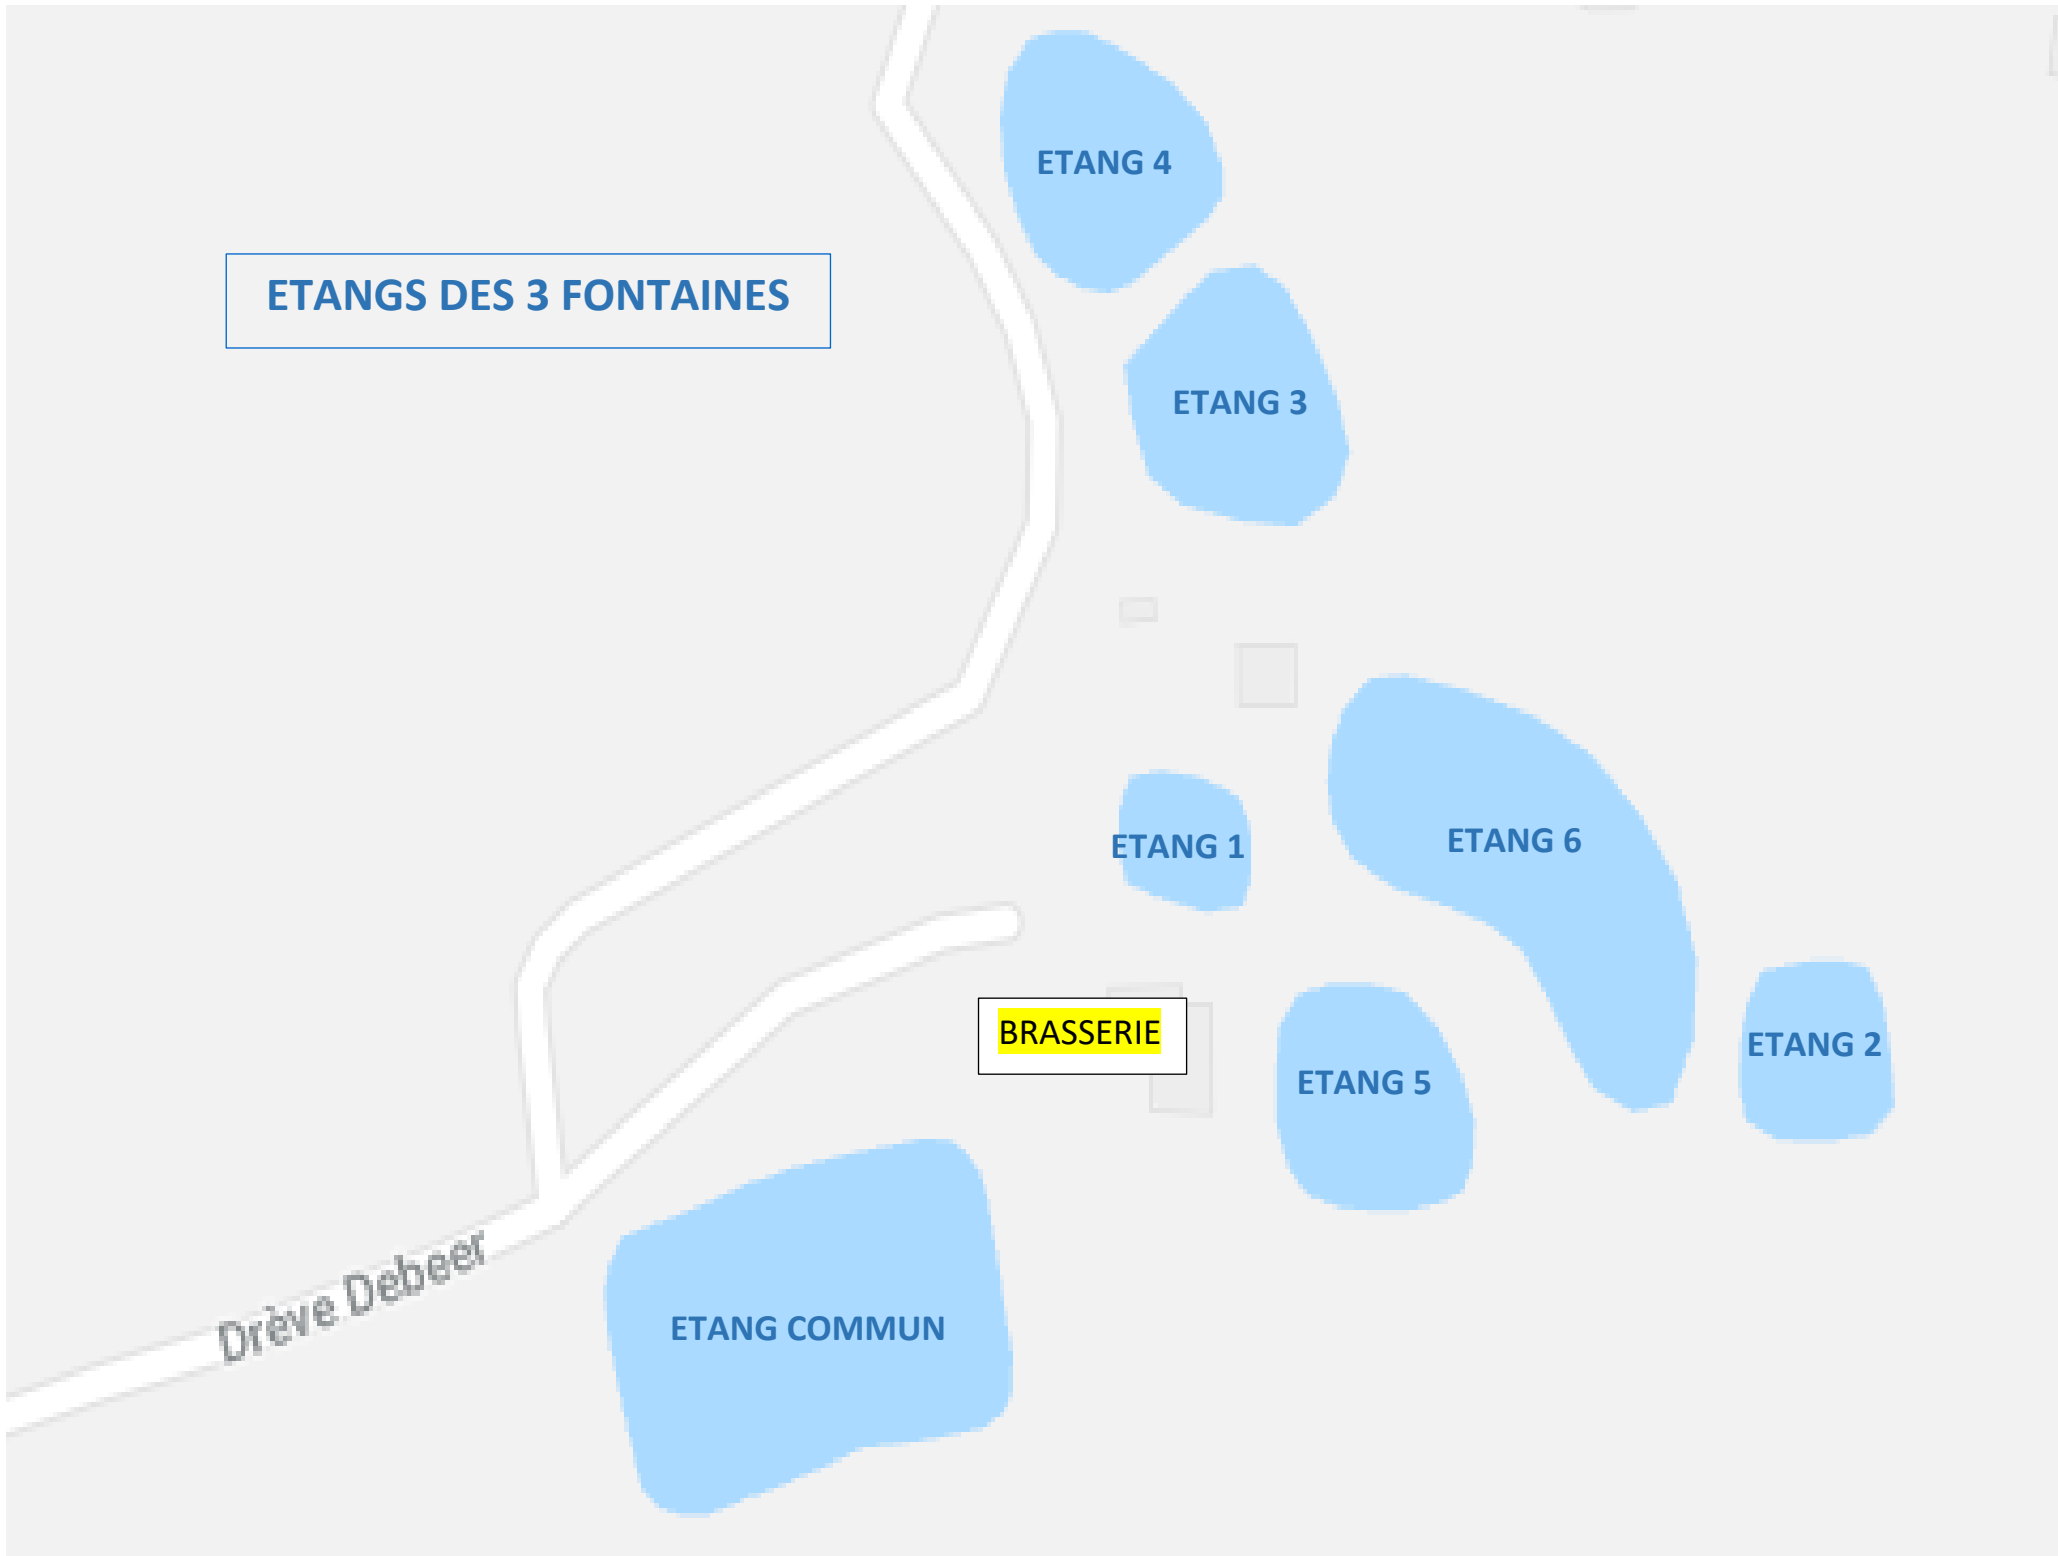 ETANG 4
ETANGS DES 3 FONTAINES
ETANG 3
ETANG 1
ETANG 6
BRASSERIE
ETANG 2
ETANG 5
Drève Debeer
ETANG COMMUN